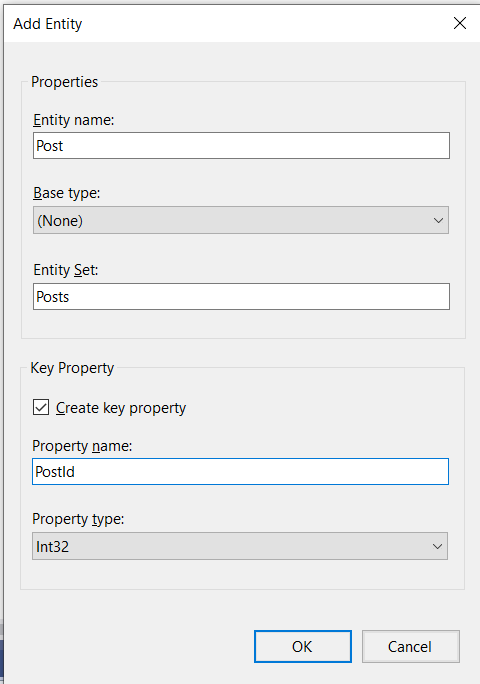 Add Entity
Properties
Entity name:
Post
Base type:
(None)
Entity Set:
Posts
Key Property
Create key property
Property name:
PostId
Property type:
Int32
OK Cancel